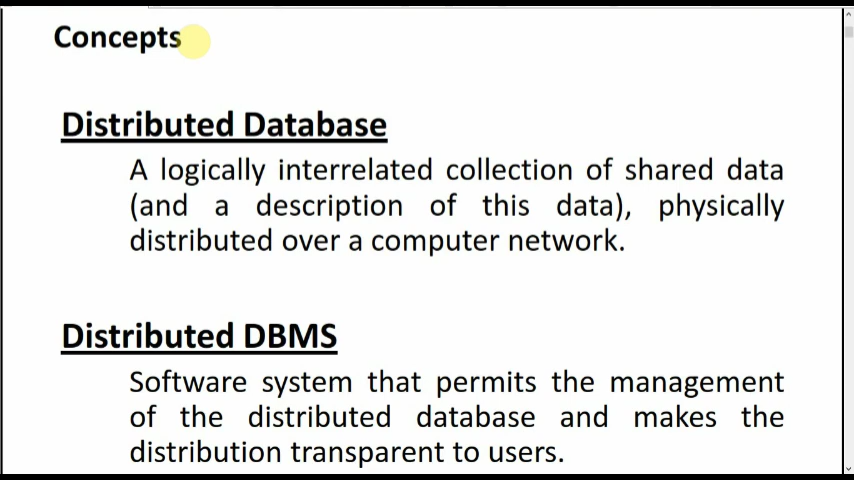 Concepts
Distributed Database
A logically interrelated collection of shared data
(and a description of this data), physically
distributed over a computer network.
Distributed DBMS
Software system that permits the management
of the distributed database and makes the
distribution transparent to users.